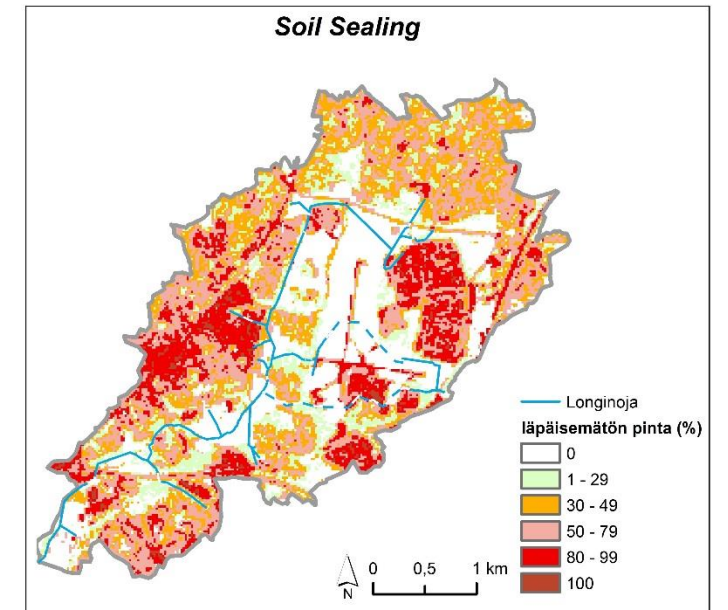 Soil Sealing
Longinoja
läpäisemätön pinta (%)
0
1 - 29
30 - 49
50 - 79
80 - 99
100
N
0 0,5 1 km